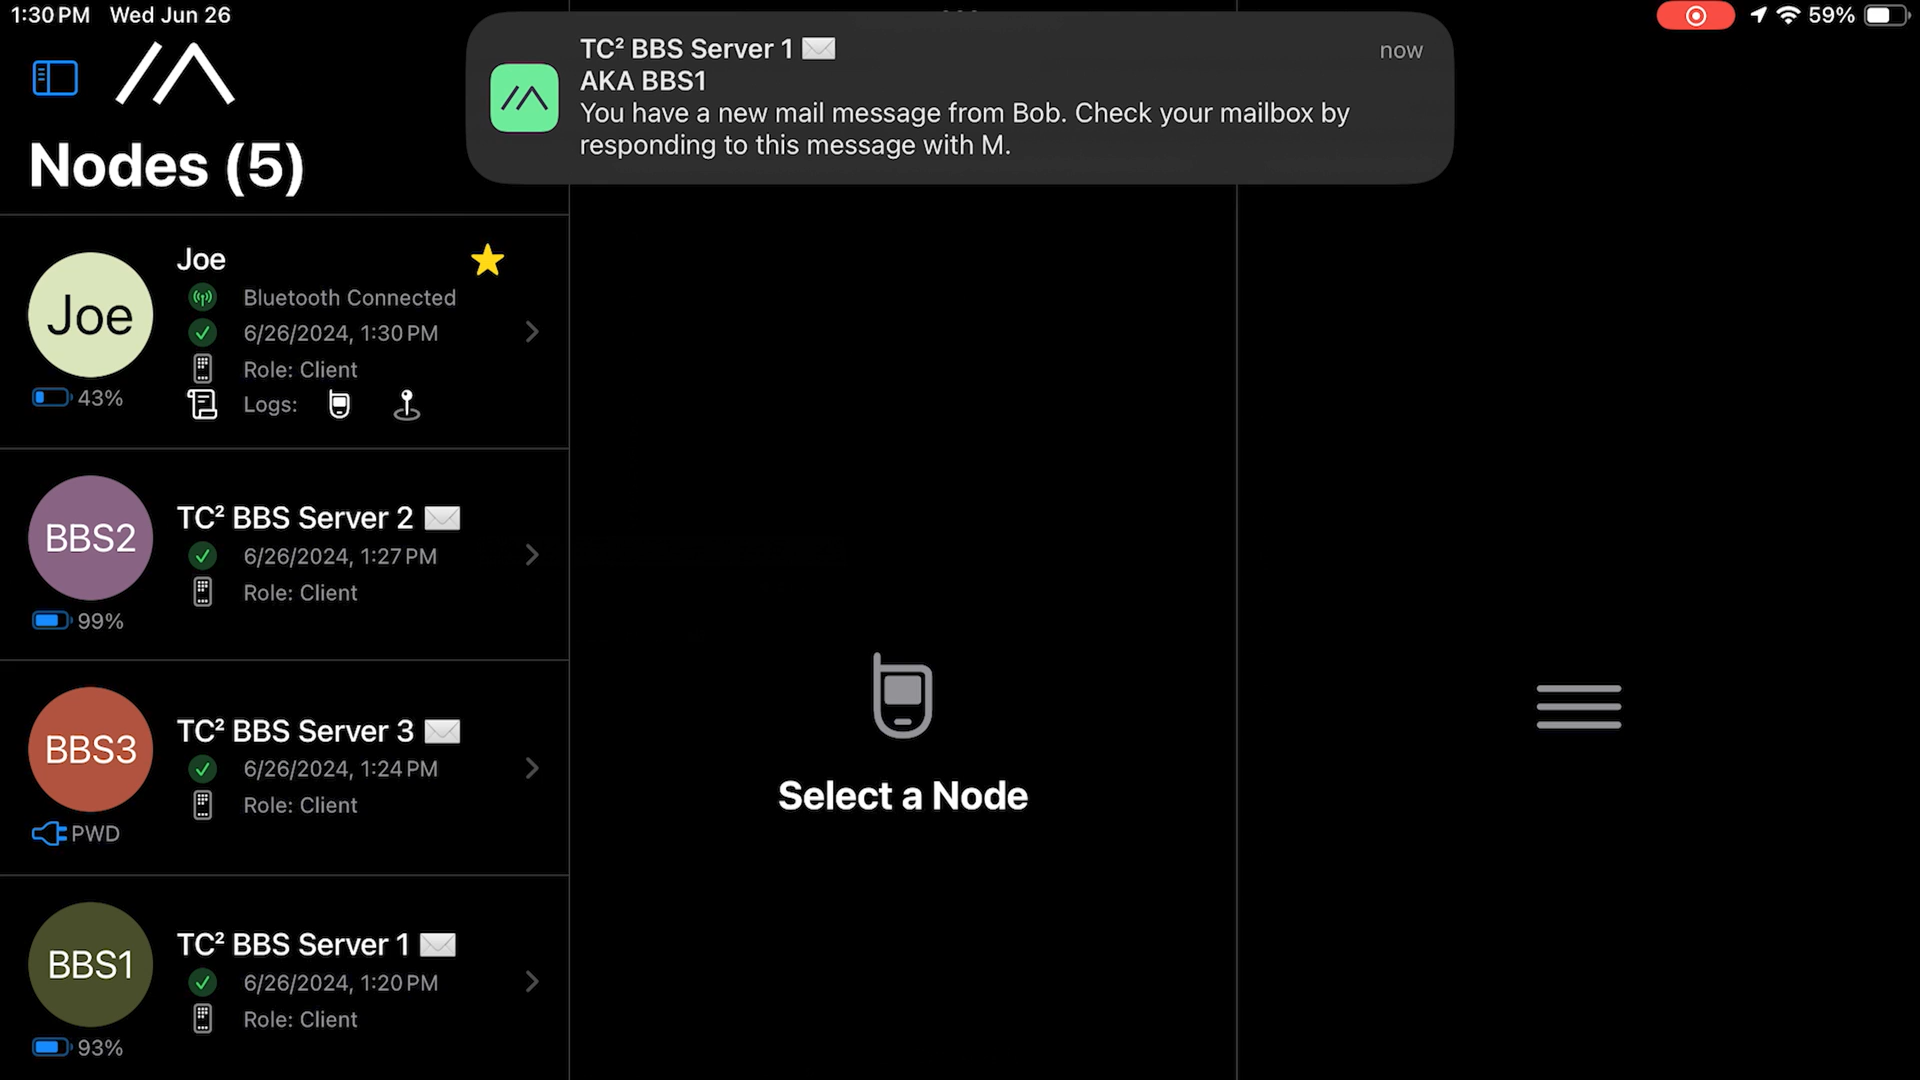 1:30 PM Wed Jun 26
59%
TC² BBS Server 1 ✉️
now
AKA BBS1
You have a new mail message from Bob. Check your mailbox by
responding to this message with M.
Nodes (5)
Joe
Joe
Bluetooth Connected
6/26/2024, 1:30 PM
Role: Client
43%
Logs:
BBS2
TC² BBS Server 2 ✉️
6/26/2024, 1:27 PM
Role: Client
99%
BBS3
TC² BBS Server 3 ✉️
6/26/2024, 1:24 PM
Role: Client
PWD
BBS1
TC² BBS Server 1 ✉️
6/26/2024, 1:20 PM
Role: Client
93%
Select a Node